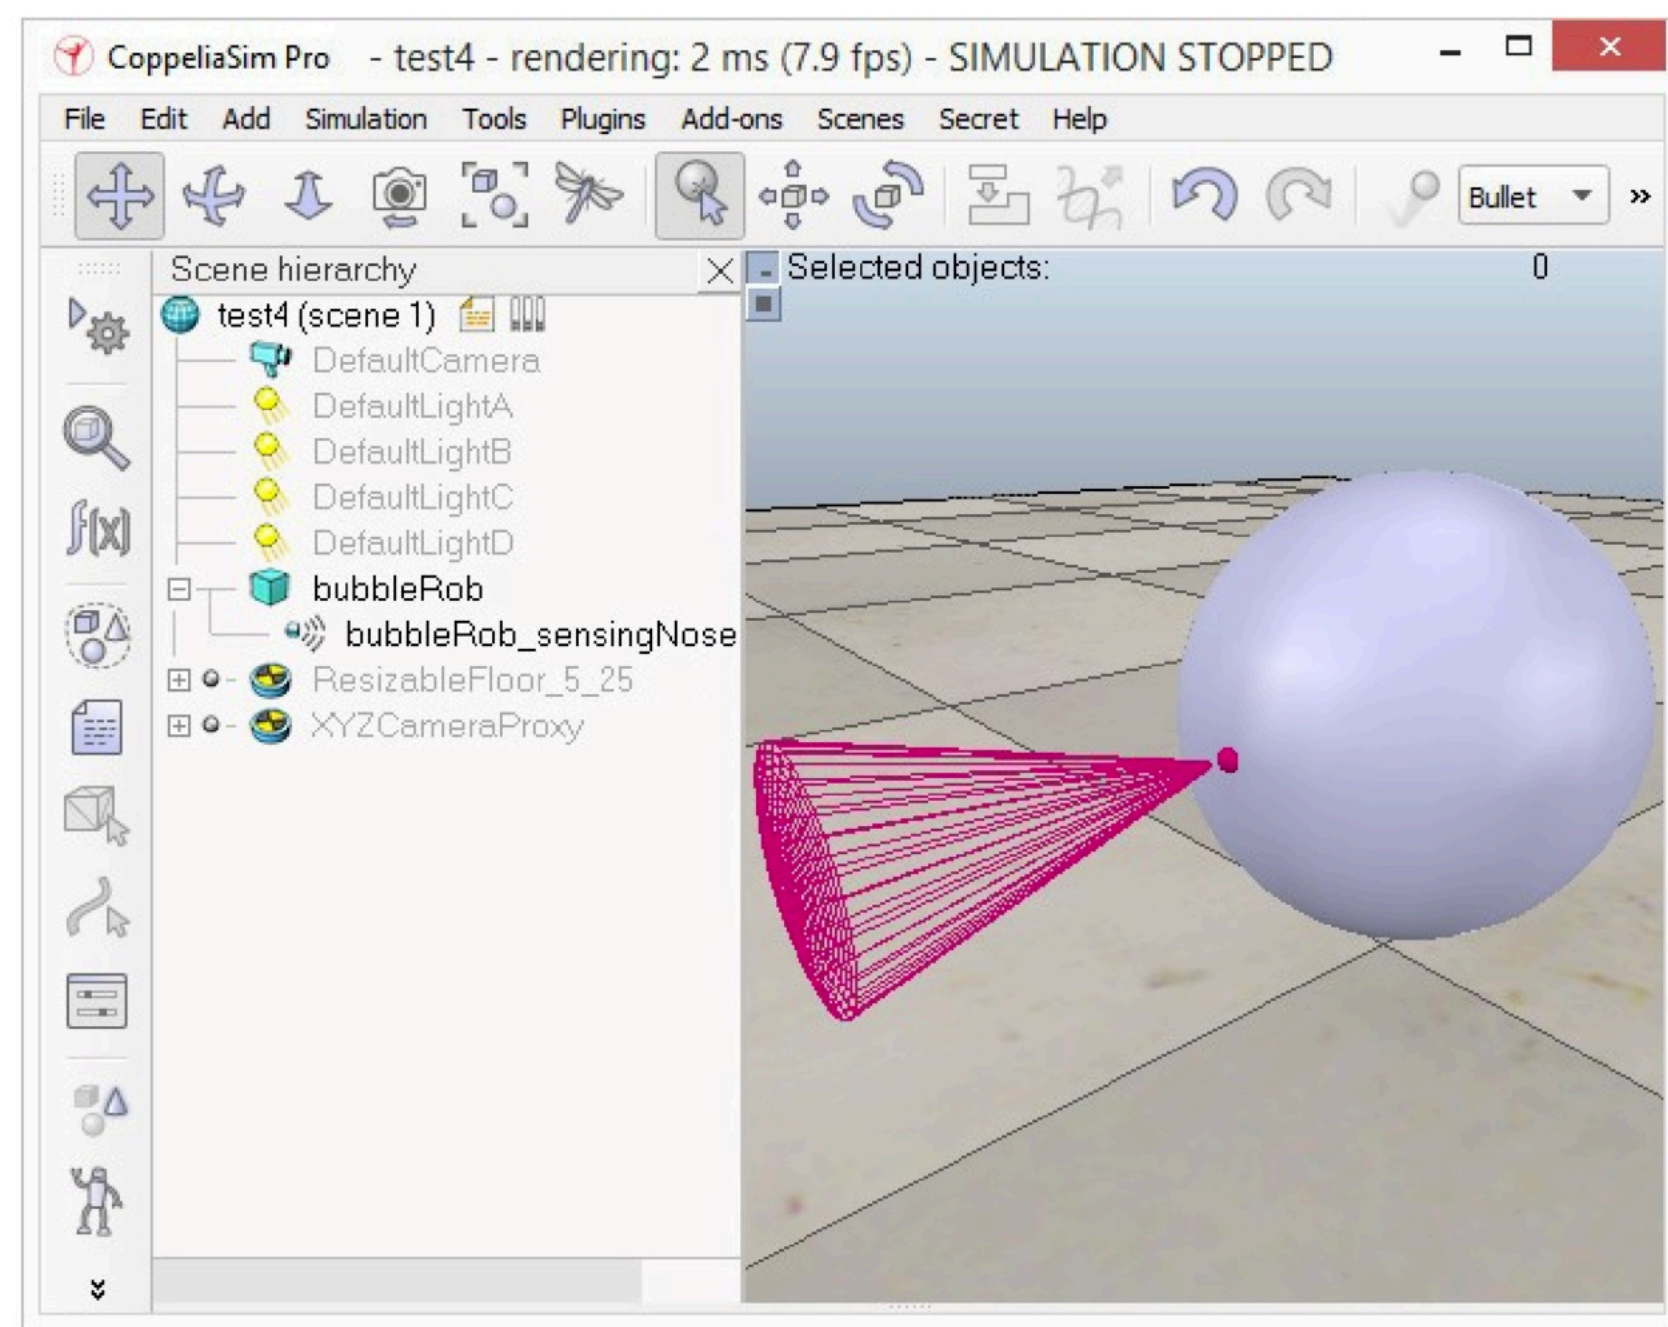 CoppeliaSim Pro - test4 - rendering: 2 ms (7.9 fps) - SIMULATION STOPPED
File Edit Add Simulation Tools Plugins Add-ons Scenes Secret Help
Bullet
Scene hierarchy
Selected objects: 0
test4 (scene 1)
DefaultCamera
DefaultLightA
DefaultLightB
DefaultLightC
DefaultLightD
f(x)
bubbleRob
bubbleRob_sensingNose
ResizableFloor_5_25
XYZCameraProxy